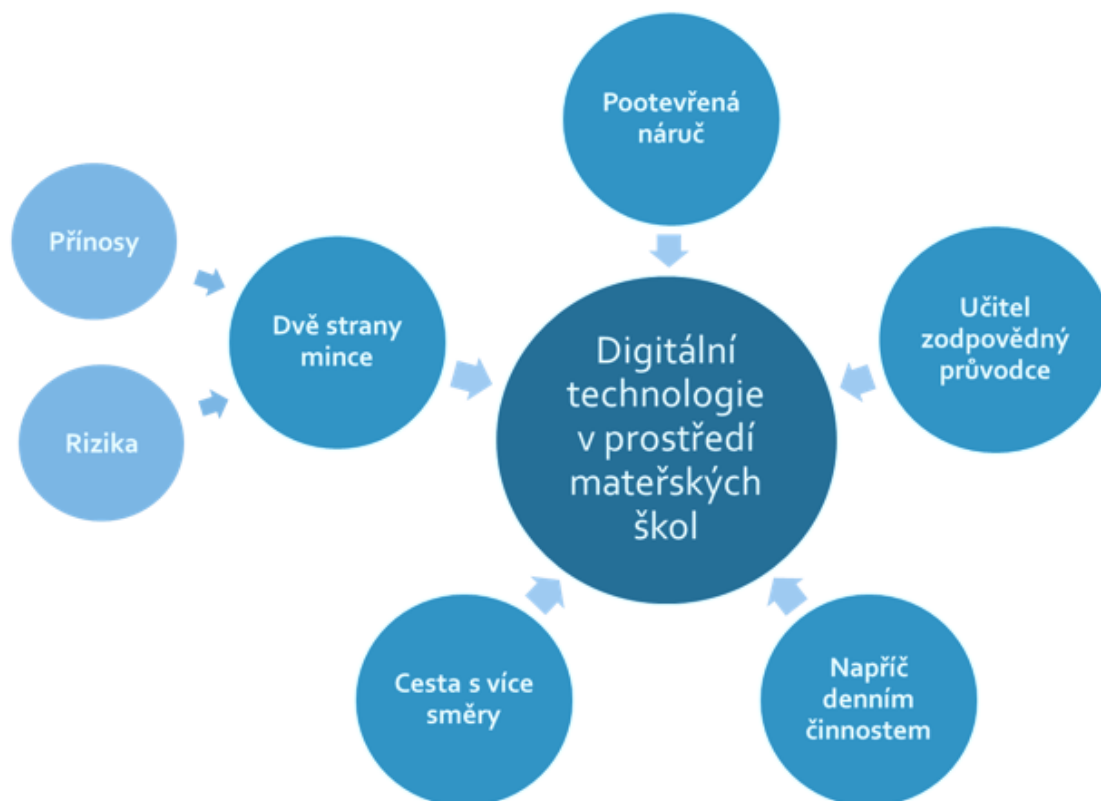 Pootevřená
náruč
Přínosy
Rizika
Dvě strany
mince
Digitální
technologie
v prostředí
mateřských
škol
Učitel
zodpovědný
průvodce
Cesta s více
směry
Napříč
denním
činnostem